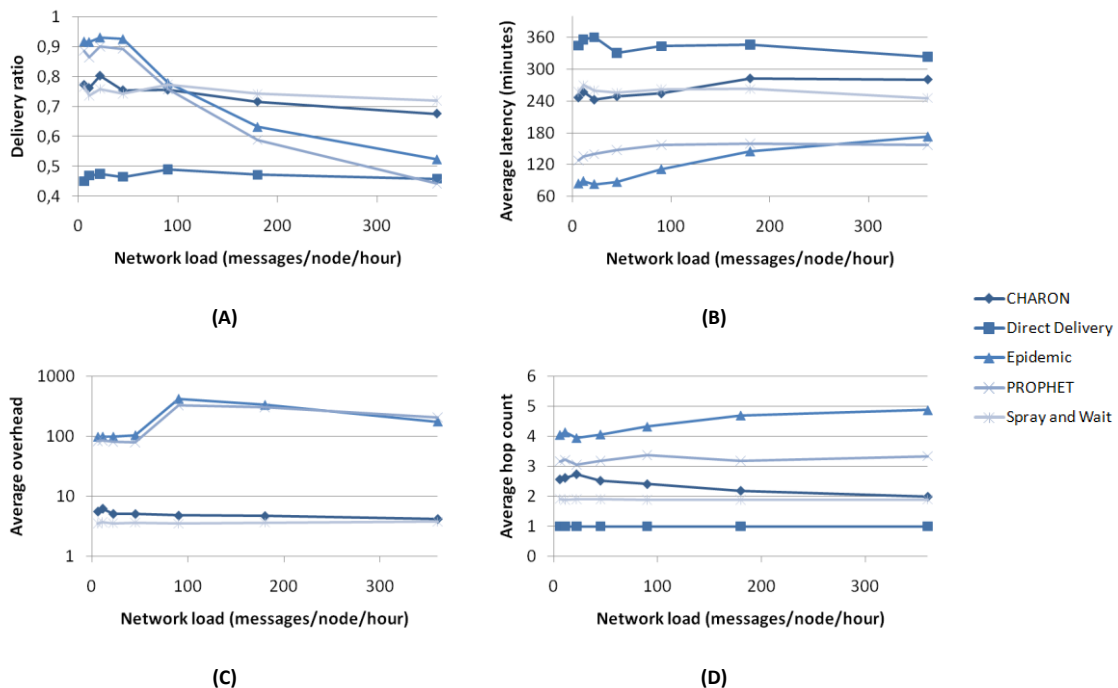 Delivery ratio
1
0,9
0,8
0,7
0,6
0,5
0,4
0 100 200 300
Network load (messages/node/hour)
(A)
Average latency (minutes)
360
300
240
180
120
60
0 100 200 300
Network load (messages/node/hour)
(B)
Average overhead
1000
100
10
1
0 100 200 300
Network load (messages/node/hour)
(C)
Average hop count
6
5
4
3
2
1
0
0 100 200 300
Network load (messages/node/hour)
(D)
CHARON
Direct Delivery
Epidemic
PROPHET
Spray and Wait